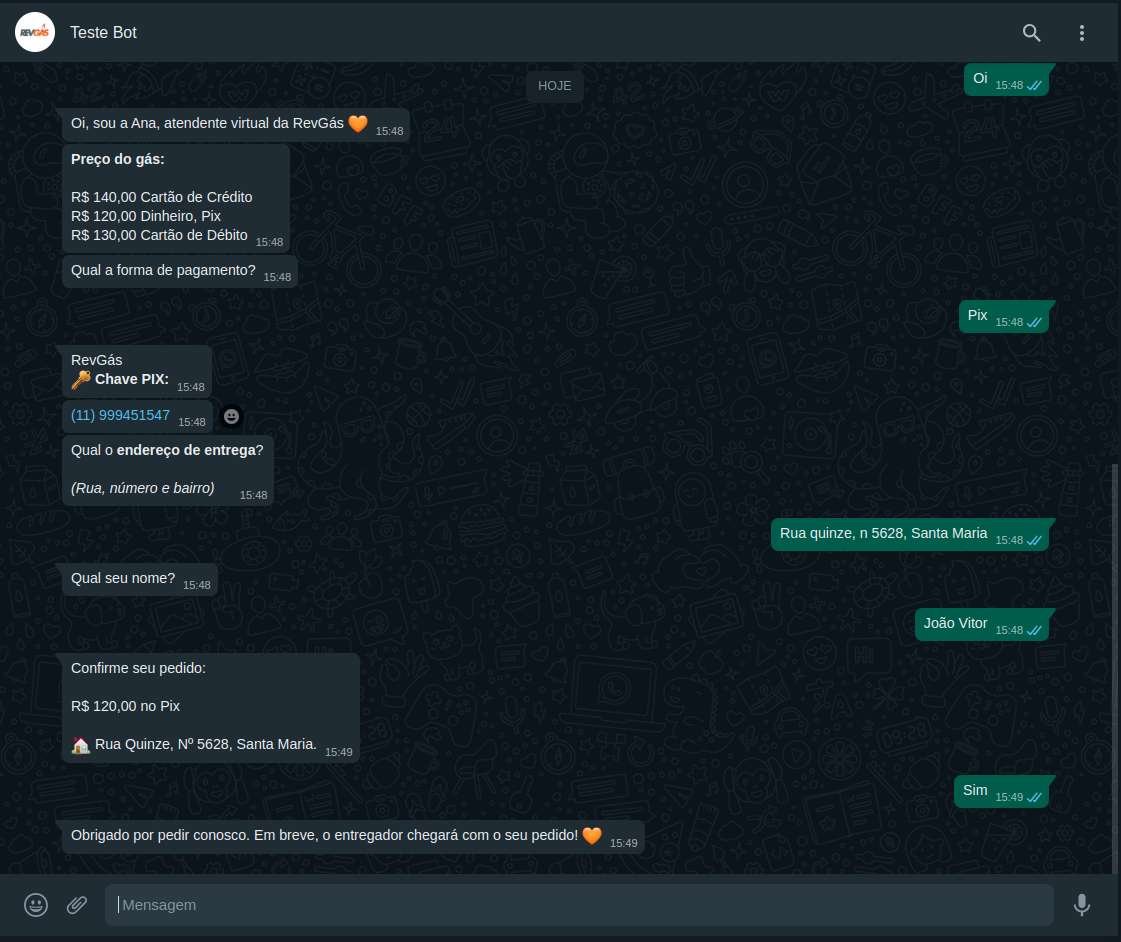 REVGÁS
Teste Bot
HOJE
Oi 15:48
Oi, sou a Ana, atendente virtual da RevGás 🧡 15:48
Preço do gás:
R$ 140,00 Cartão de Crédito
R$ 120,00 Dinheiro, Pix
R$ 130,00 Cartão de Débito 15:48
Qual a forma de pagamento? 15:48
Pix 15:48
RevGás
🔑 Chave PIX: 15:48
(11) 999451547 15:48
Qual o endereço de entrega?
(Rua, número e bairro) 15:48
Rua quinze, n 5628, Santa Maria 15:48
Qual seu nome? 15:48
João Vitor 15:48
Confirme seu pedido:
R$ 120,00 no Pix
🏠 Rua Quinze, Nº 5628, Santa Maria. 15:49
Sim 15:49
Obrigado por pedir conosco. Em breve, o entregador chegará com o seu pedido! 🧡 15:49
Mensagem